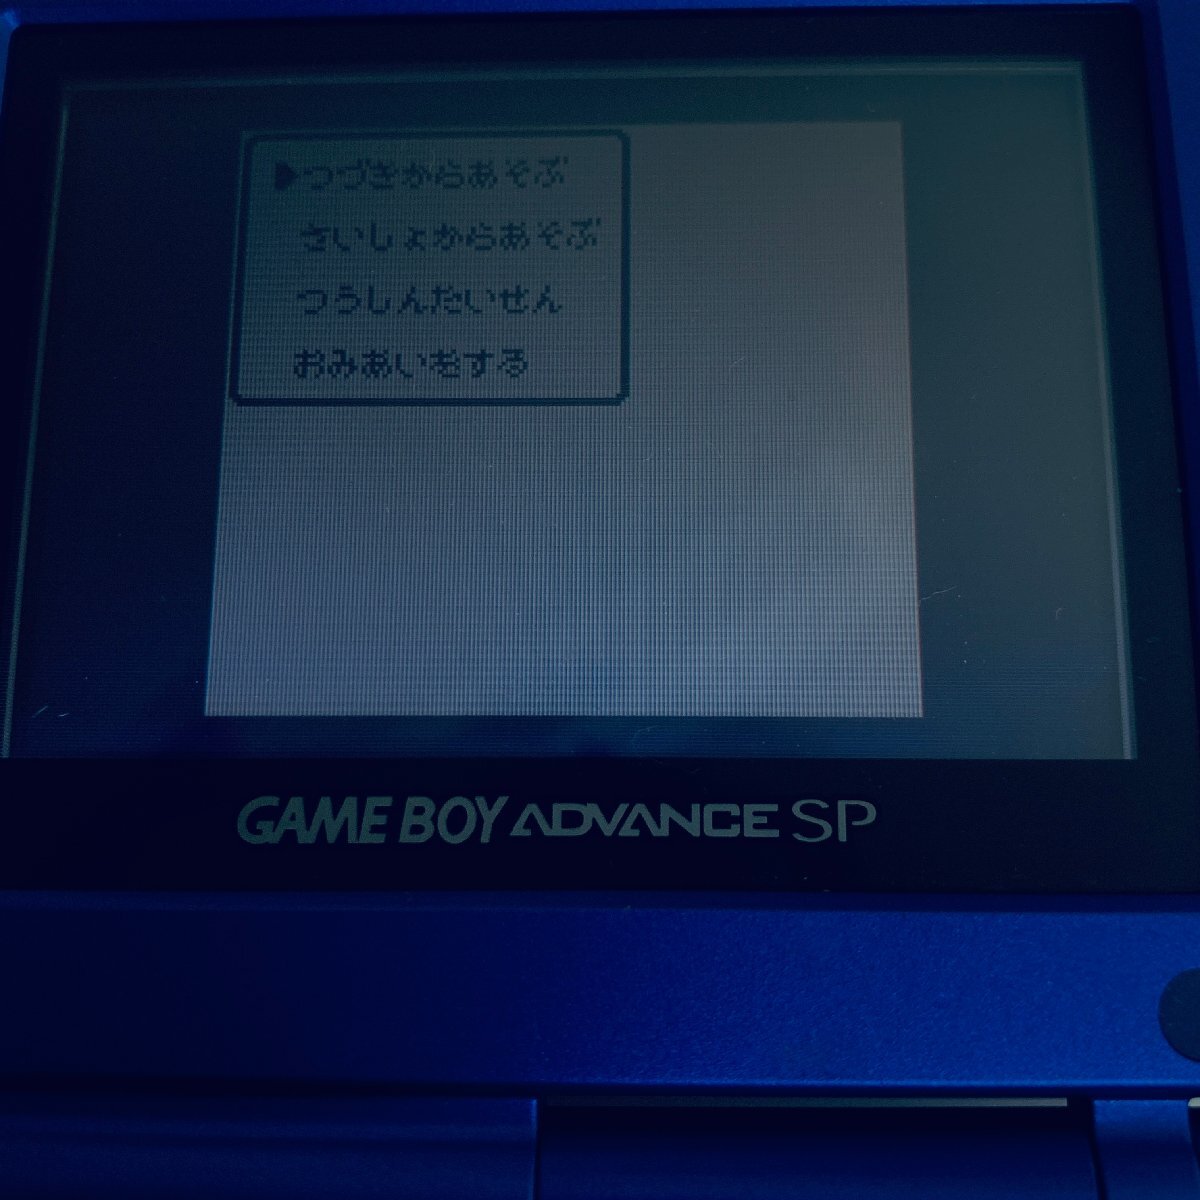 ▶つづきからあそぶ
さいしょからあそぶ
つうしんたいせん
おみあいをする
GAME BOY ADVANCE SP